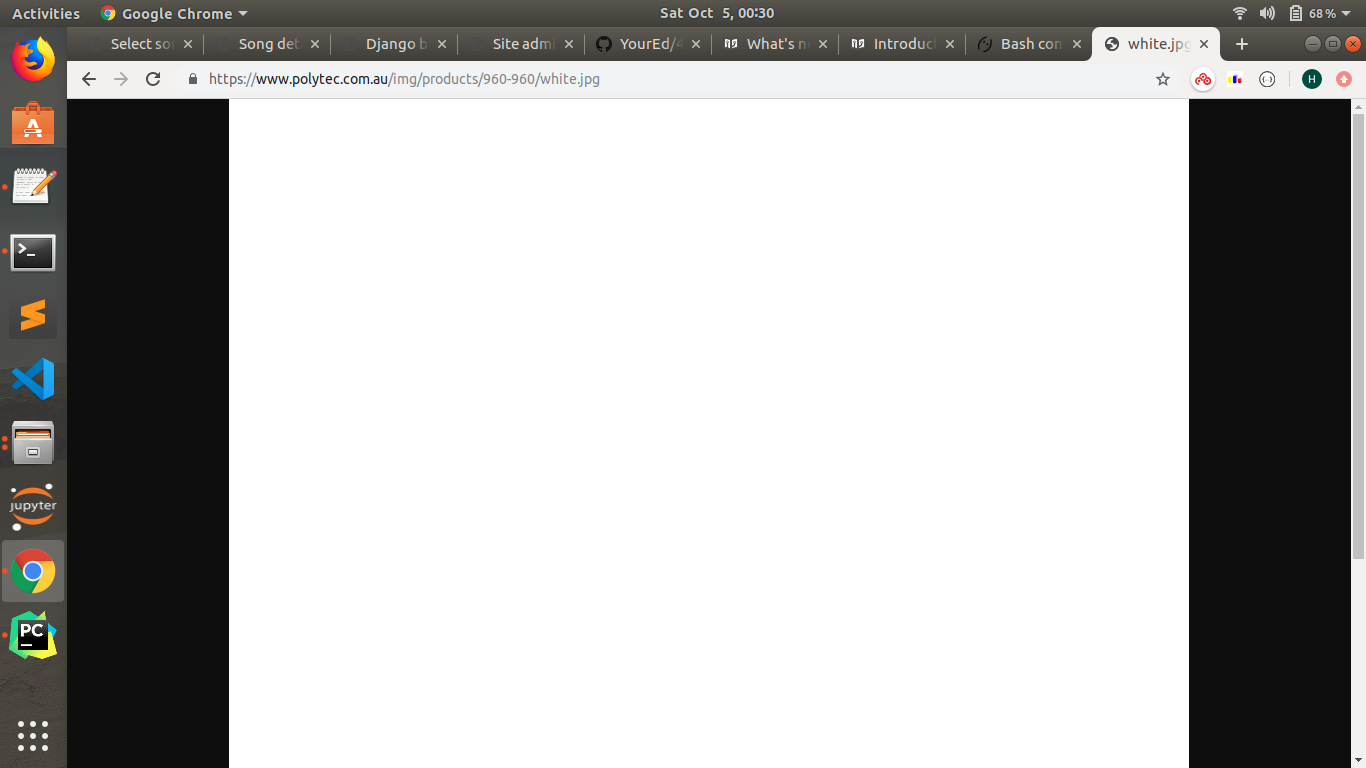 Activities Google Chrome Sat Oct 5, 00:30 68 %
Select so Song det Django b Site adm YourEd/ What's n Introduc Bash con white.jpg
https://www.polytec.com.au/img/products/960-960/white.jpg H
A
>_
jupyter
PC